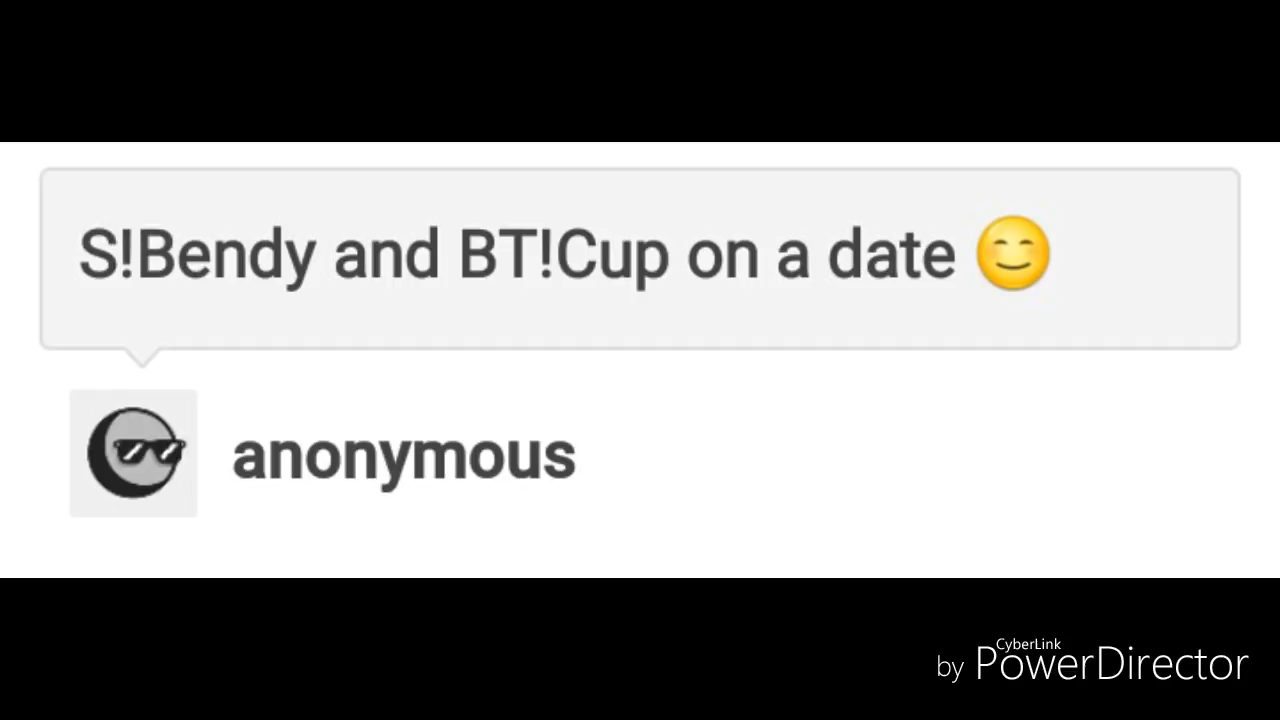 S!Bendy and BT!Cup on a date 😊
anonymous
CyberLink
by PowerDirector